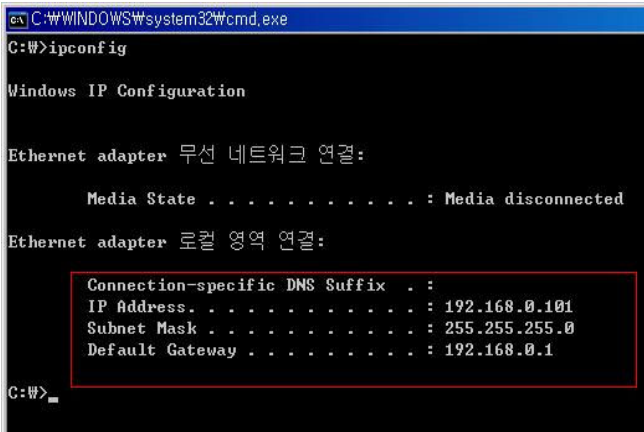 C:₩WINDOWS₩system32₩cmd.exe
C:₩>ipconfig
Windows IP Configuration
Ethernet adapter 무선 네트워크 연결:
Media State . . . . . . . . . . . : Media disconnected
Ethernet adapter 로컬 영역 연결:
Connection-specific DNS Suffix  . :
IP Address. . . . . . . . . . . . : 192.168.0.101
Subnet Mask . . . . . . . . . . . : 255.255.255.0
Default Gateway . . . . . . . . . : 192.168.0.1
C:₩>_